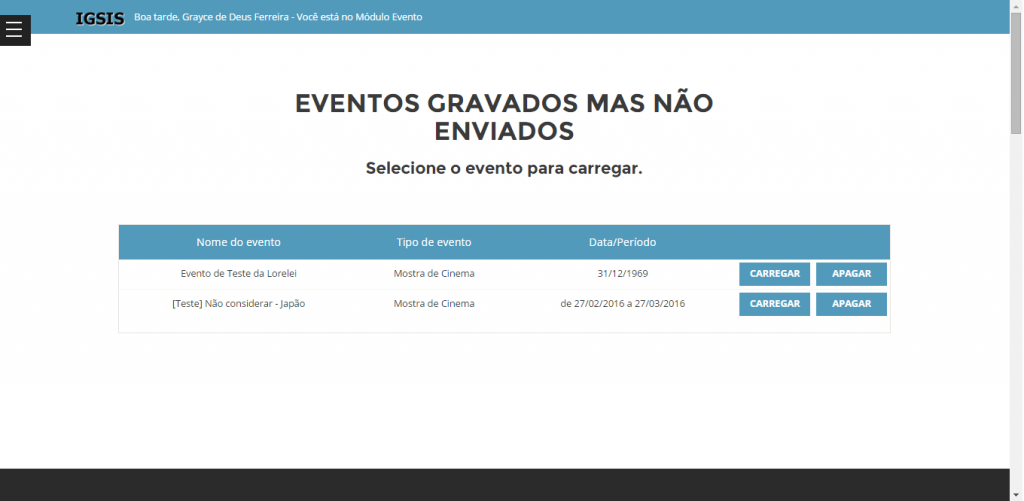 IGSIS Boa tarde, Grayce de Deus Ferreira - Você está no Módulo Evento
EVENTOS GRAVADOS MAS NÃO
ENVIADOS
Selecione o evento para carregar.
Nome do evento Tipo de evento Data/Período
Evento de Teste da Lorelei Mostra de Cinema 31/12/1969 CARREGAR APAGAR
[Teste] Não considerar - Japão Mostra de Cinema de 27/02/2016 a 27/03/2016 CARREGAR APAGAR